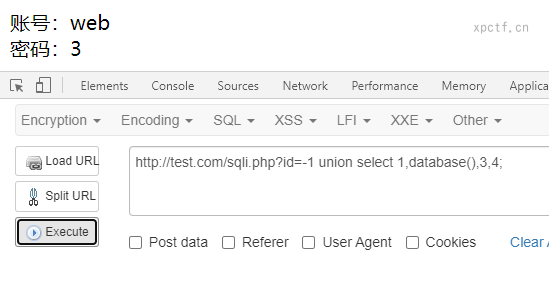 账号：web
密码：3
xpctf.cn
Elements Console Sources Network Performance Memory Applica
Encryption Encoding SQL XSS LFI XXE Other
Load URL
Split URL
Execute
http://test.com/sqli.php?id=-1 union select 1,database(),3,4;
Post data Referer User Agent Cookies Clear A